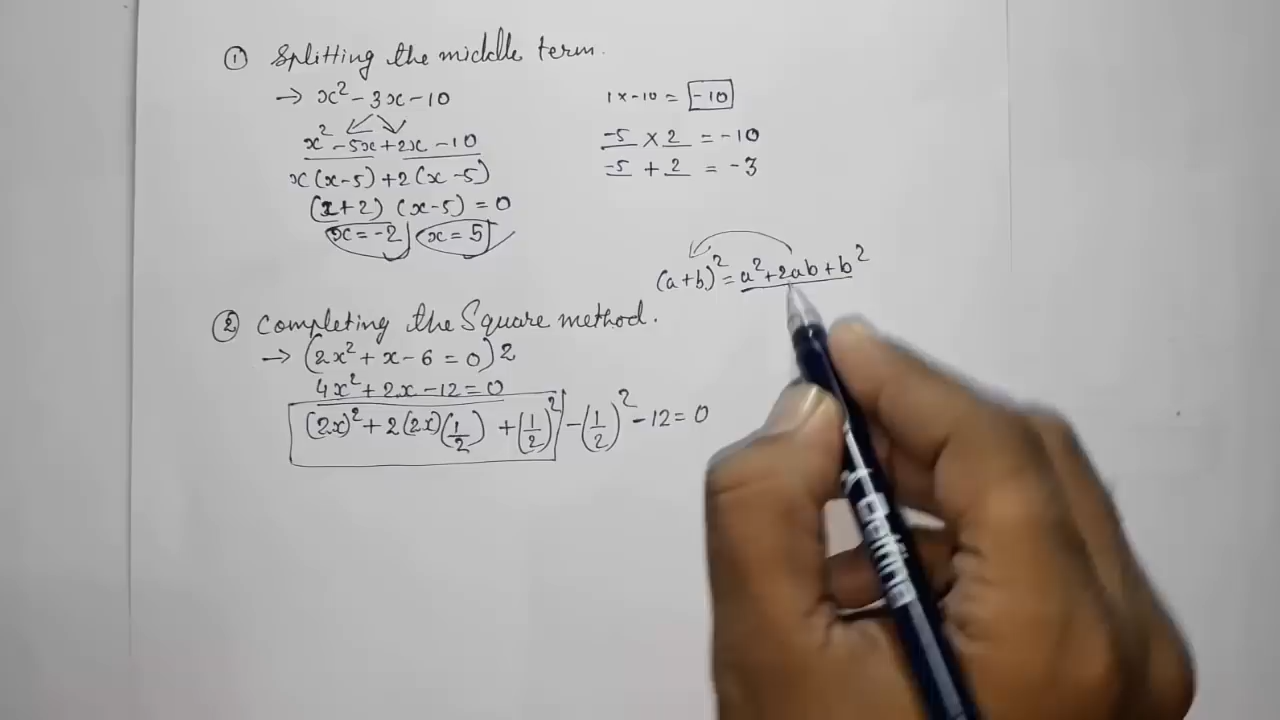 ① Splitting the middle term.
→ x² - 3x - 10
x² - 5x + 2x - 10
x(x-5) + 2(x-5)
(x+2) (x-5) = 0
x = -2 x = 5
1 x -10 = -10
-5 x 2 = -10
-5 + 2 = -3
(a+b)² = a² + 2ab + b²
② Completing the Square method.
→ (2x² + x - 6 = 0) 2
4x² + 2x - 12 = 0
(2x)² + 2(2x)(1/2) + (1/2)² - (1/2)² - 12 = 0